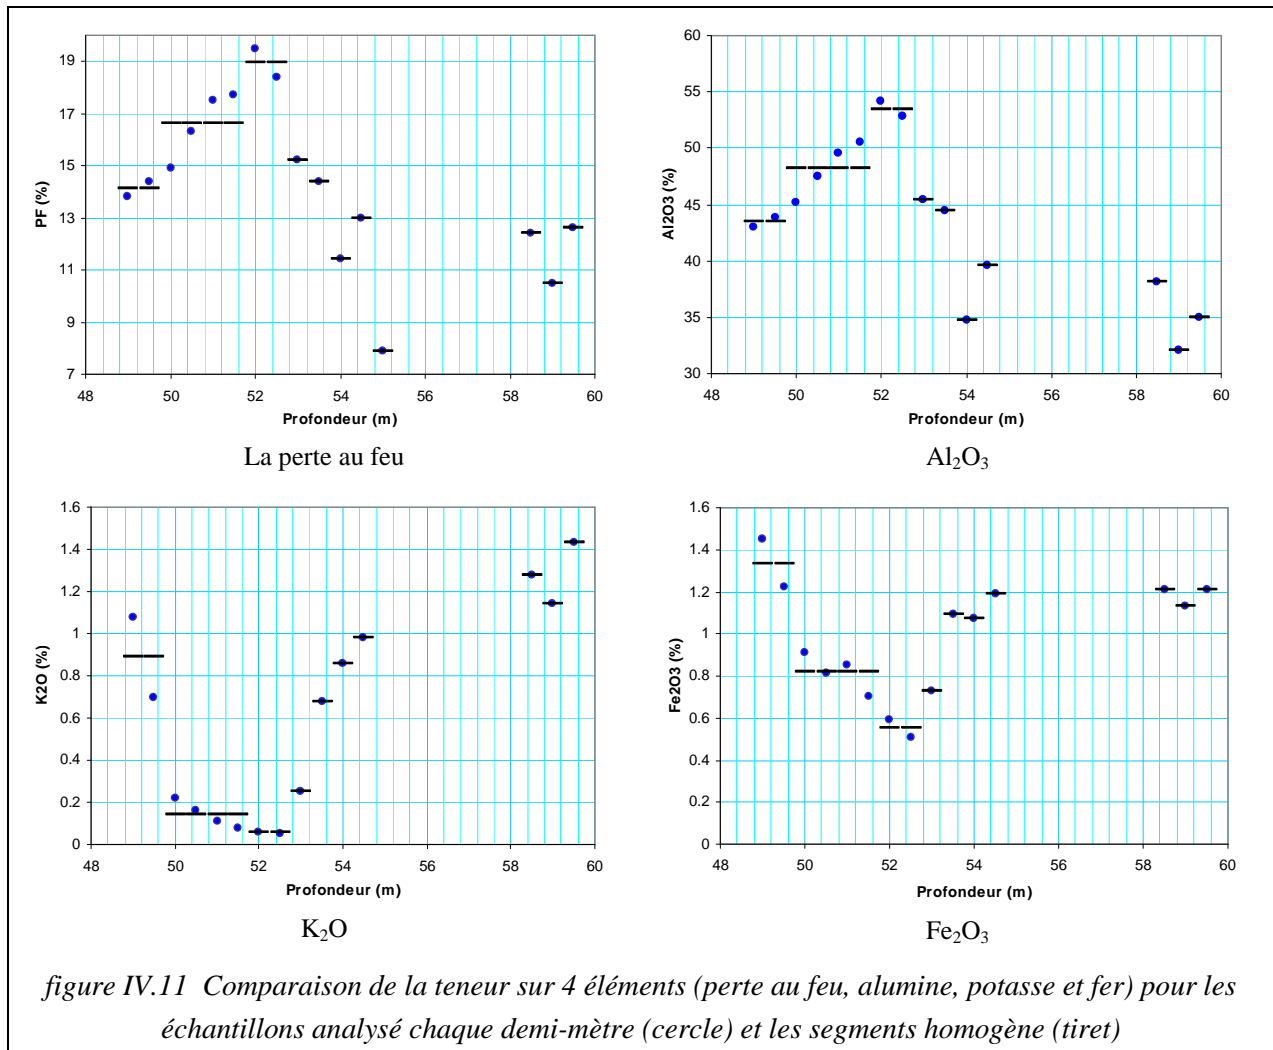 19
17
15
13
11
9
7
PF (%)
48 50 52 54 56 58 60
Profondeur (m)
La perte au feu
60
55
50
45
40
35
30
Al2O3 (%)
48 50 52 54 56 58 60
Profondeur (m)
Al₂O₃
1.6
1.4
1.2
1
0.8
0.6
0.4
0.2
0
K2O (%)
48 50 52 54 56 58 60
Profondeur (m)
K₂O
1.6
1.4
1.2
1
0.8
0.6
0.4
0.2
0
Fe2O3 (%)
48 50 52 54 56 58 60
Profondeur (m)
Fe₂O₃
figure IV.11 Comparaison de la teneur sur 4 éléments (perte au feu, alumine, potasse et fer) pour les
échantillons analysé chaque demi-mètre (cercle) et les segments homogène (tiret)